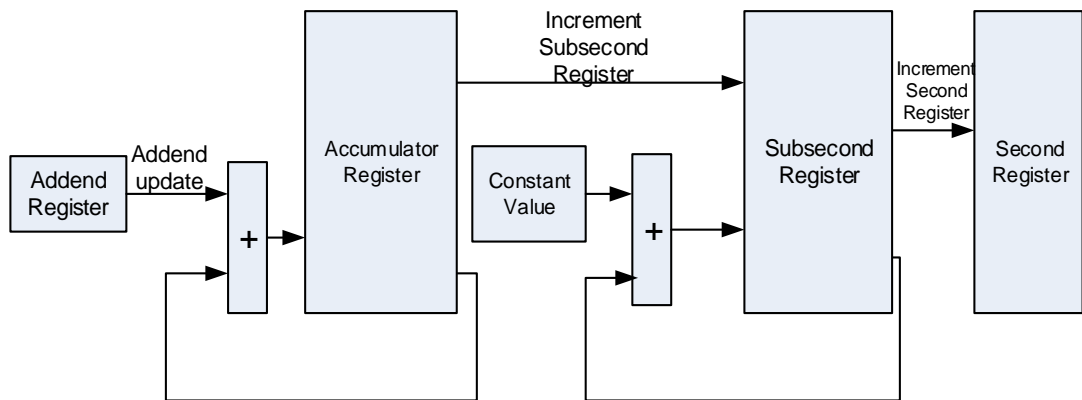 Addend
Register
Addend
update
+
Accumulator
Register
Increment
Subsecond
Register
Constant
Value
+
Subsecond
Register
Increment
Second
Register
Second
Register